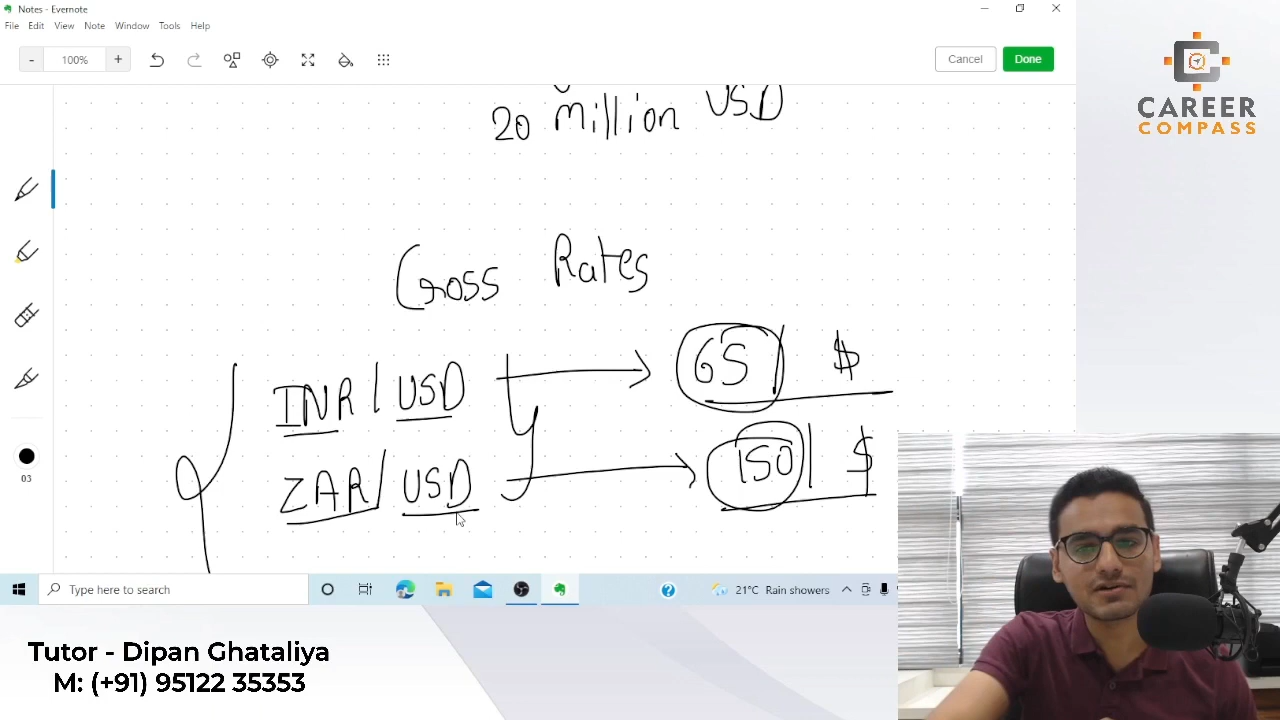 Notes - Evernote
File Edit View Note Window Tools Help
- 100% + Cancel Done
CAREER
COMPASS
20 million USD
Cross Rates
INR / USD 65 / $
ZAR / USD 150 / $
03
Type here to search
21°C Rain showers
Tutor - Dipan Ghataliya
M: (+91) 95122 35353